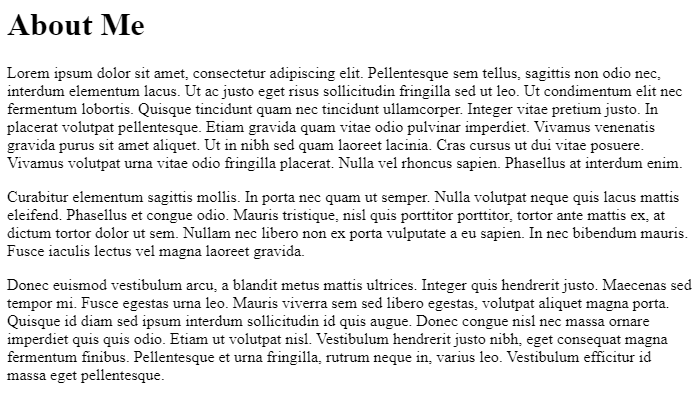 About Me
Lorem ipsum dolor sit amet, consectetur adipiscing elit. Pellentesque sem tellus, sagittis non odio nec,
interdum elementum lacus. Ut ac justo eget risus sollicitudin fringilla sed ut leo. Ut condimentum elit nec
fermentum lobortis. Quisque tincidunt quam nec tincidunt ullamcorper. Integer vitae pretium justo. In
placerat volutpat pellentesque. Etiam gravida quam vitae odio pulvinar imperdiet. Vivamus venenatis
gravida purus sit amet aliquet. Ut in nibh sed quam laoreet lacinia. Cras cursus ut dui vitae posuere.
Vivamus volutpat urna vitae odio fringilla placerat. Nulla vel rhoncus sapien. Phasellus at interdum enim.
Curabitur elementum sagittis mollis. In porta nec quam ut semper. Nulla volutpat neque quis lacus mattis
eleifend. Phasellus et congue odio. Mauris tristique, nisl quis porttitor porttitor, tortor ante mattis ex, at
dictum tortor dolor ut sem. Nullam nec libero non ex porta vulputate a eu sapien. In nec bibendum mauris.
Fusce iaculis lectus vel magna laoreet gravida.
Donec euismod vestibulum arcu, a blandit metus mattis ultrices. Integer quis hendrerit justo. Maecenas sed
tempor mi. Fusce egestas urna leo. Mauris viverra sem sed libero egestas, volutpat aliquet magna porta.
Quisque id diam sed ipsum interdum sollicitudin id quis augue. Donec congue nisl nec massa ornare
imperdiet quis quis odio. Etiam ut volutpat nisl. Vestibulum hendrerit justo nibh, eget consequat magna
fermentum finibus. Pellentesque et urna fringilla, rutrum neque in, varius leo. Vestibulum efficitur id
massa eget pellentesque.